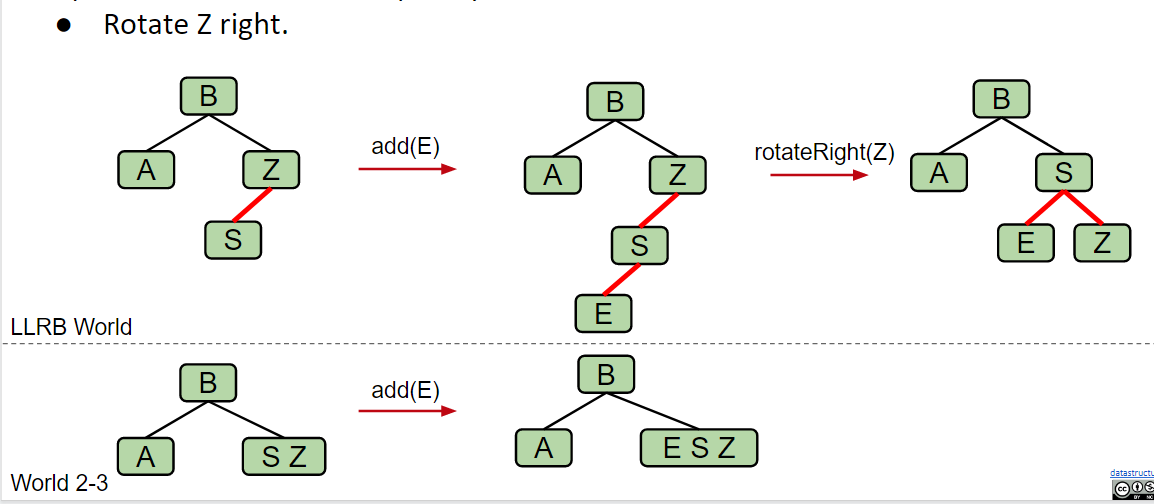 ● Rotate Z right.
B
A Z
S
add(E)
B
A Z
S
E
rotateRight(Z)
B
A S
E Z
LLRB World
B
A S Z
add(E)
B
A E S Z
World 2-3
datastructu